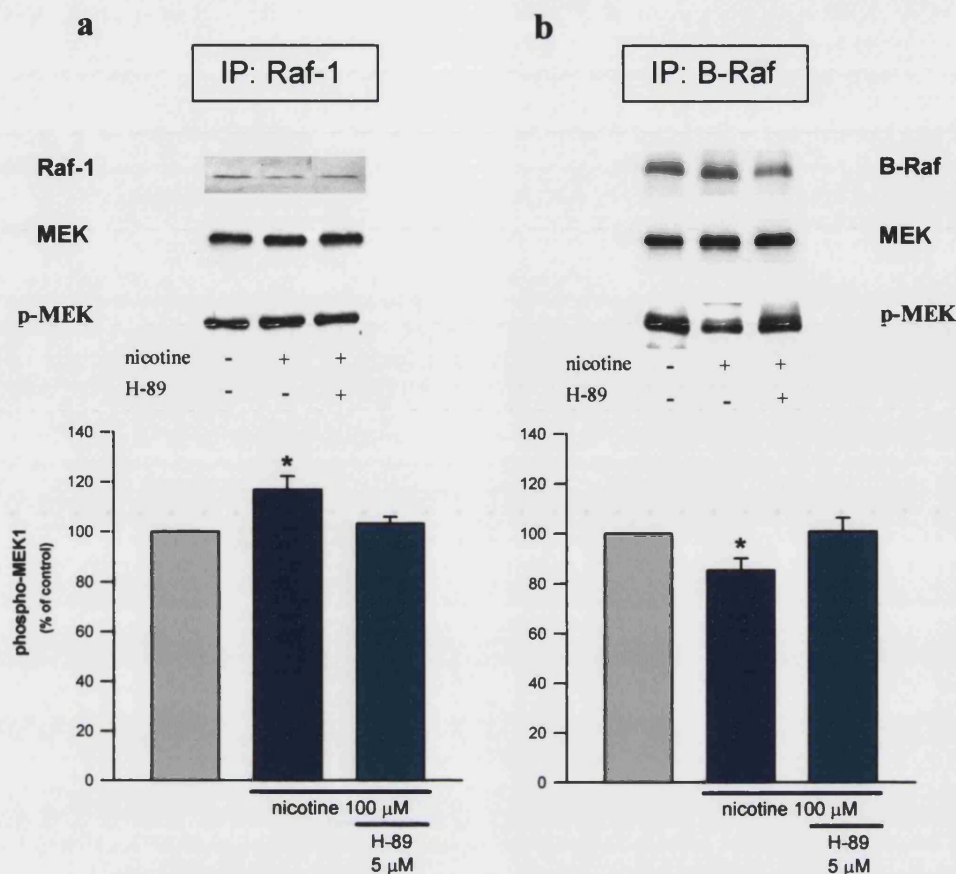 a
IP: Raf-1
Raf-1
MEK
p-MEK
nicotine - + +
H-89 - - +
140
120
100
80
60
40
20
0
phospho-MEK1
(% of control)
*
nicotine 100 µM
H-89
5 µM
b
IP: B-Raf
B-Raf
MEK
p-MEK
nicotine - + +
H-89 - - +
140
120
100
80
60
40
20
0
*
nicotine 100 µM
H-89
5 µM